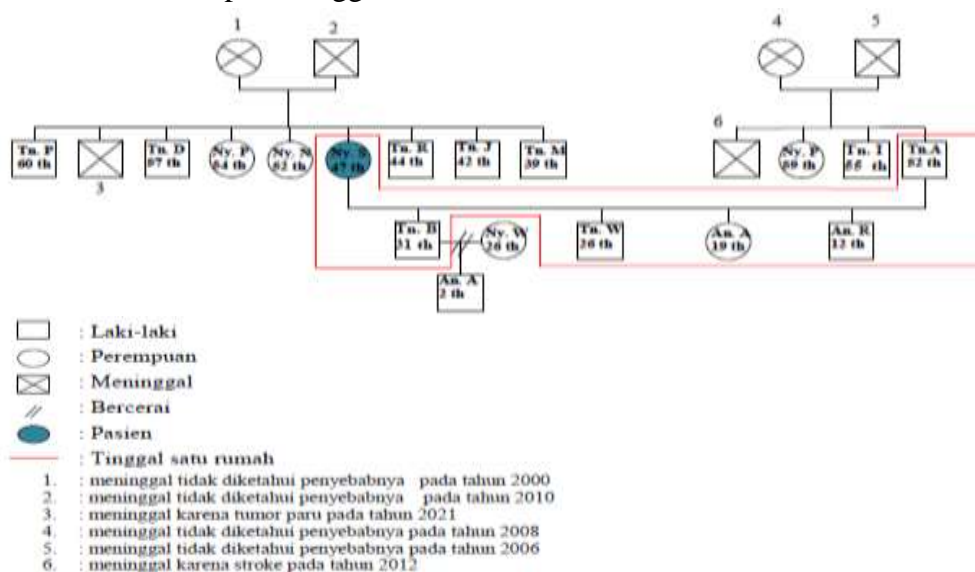 1
2
4
5
6
Tn. P
60 th
Tn. D
57 th
Ny. P
54 th
Ny. N
52 th
Ny. S
47 th
Tn. R
44 th
Tn. J
42 th
Tn. M
39 th
Ny. P
Tn. I
Tn.A
52 th
3
Tn. B
31 th
Ny. W
26 th
Tn. W
26 th
An. A
19 th
An. R
12 th
An. A
2 th
: Laki-laki
: Perempuan
: Meninggal
: Bercerai
: Pasien
: Tinggal satu rumah
1. : meninggal tidak diketahui penyebabnya pada tahun 2000
2. : meninggal tidak diketahui penyebabnya pada tahun 2010
3. : meninggal karena tumor paru pada tahun 2021
4. : meninggal tidak diketahui penyebabnya pada tahun 2008
5. : meninggal tidak diketahui penyebabnya pada tahun 2006
6. : meninggal karena stroke pada tahun 2012